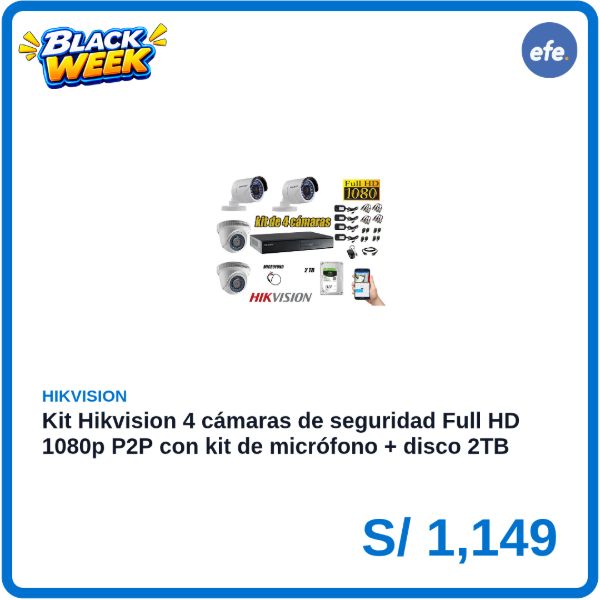 BLACK
WEEK
efe.
Full HD
1080
kit de 4 cámaras
MICROFONO
2 TB
HIKVISION
HIKVISION
Kit Hikvision 4 cámaras de seguridad Full HD
1080p P2P con kit de micrófono + disco 2TB
S/ 1,149